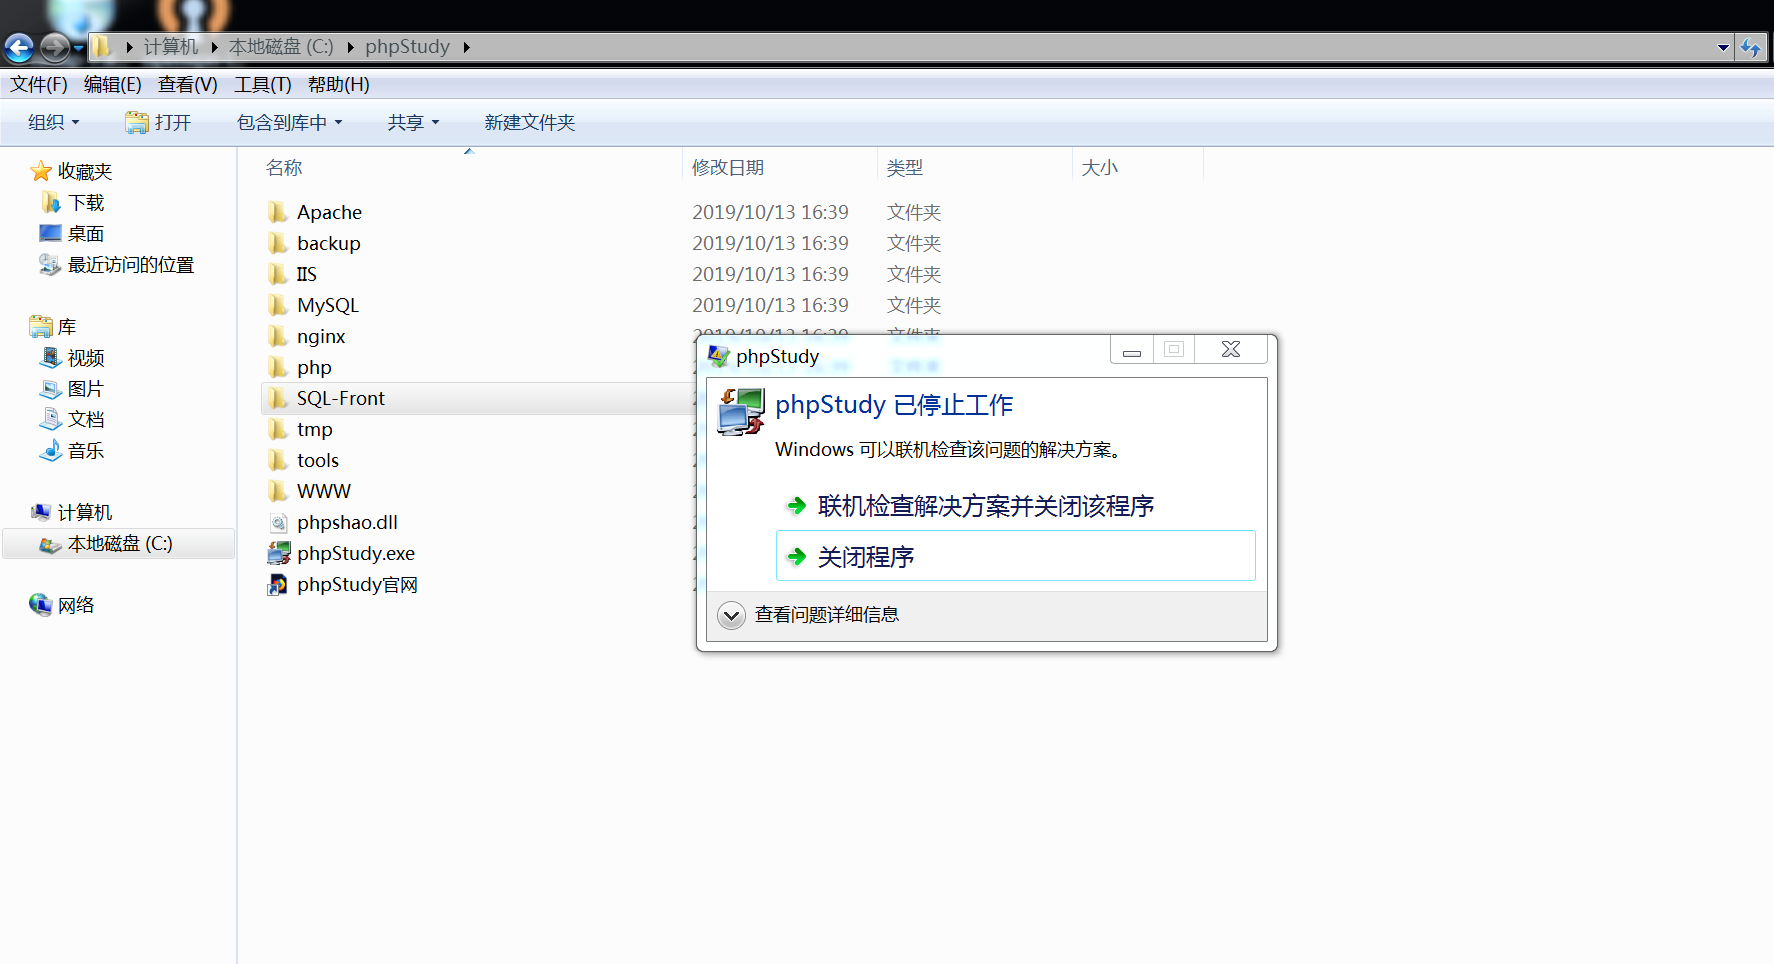 计算机 本地磁盘 (C:) phpStudy
文件(F) 编辑(E) 查看(V) 工具(T) 帮助(H)
组织 打开 包含到库中 共享 新建文件夹
收藏夹
下载
桌面
最近访问的位置
库
视频
图片
文档
音乐
计算机
本地磁盘 (C:)
网络
名称 修改日期 类型 大小
Apache 2019/10/13 16:39 文件夹
backup 2019/10/13 16:39 文件夹
IIS 2019/10/13 16:39 文件夹
MySQL 2019/10/13 16:39 文件夹
nginx 2019/10/13 16:39 文件夹
php
SQL-Front
tmp
tools
WWW
phpshao.dll
phpStudy.exe
phpStudy官网
phpStudy
phpStudy 已停止工作
Windows 可以联机检查该问题的解决方案。
联机检查解决方案并关闭该程序
关闭程序
查看问题详细信息